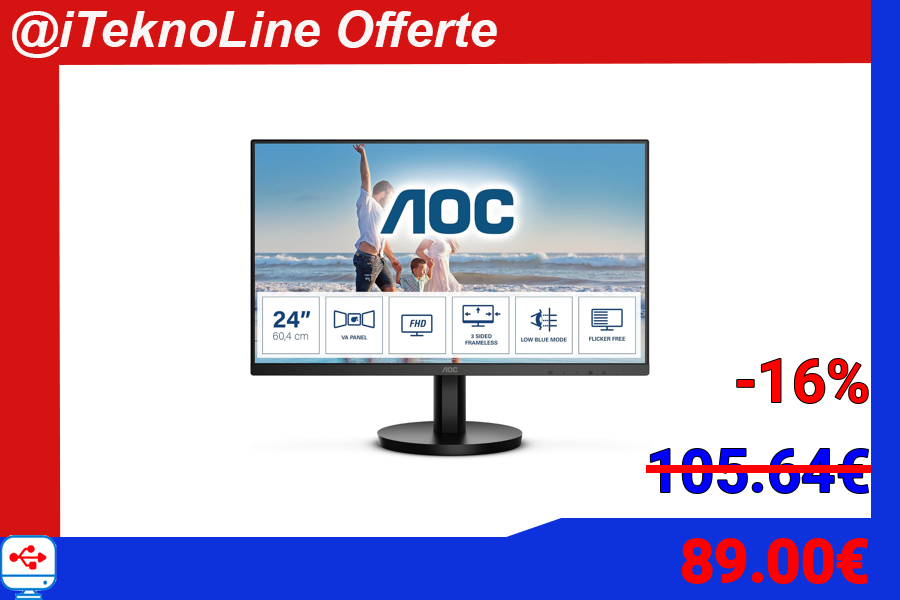 @iTeknoLine Offerte
AOC
24″
60,4 cm
VA PANEL
FHD
3 SIDED
FRAMELESS
LOW BLUE MODE
FLICKER FREE
AOC
-16%
105.64€
89.00€